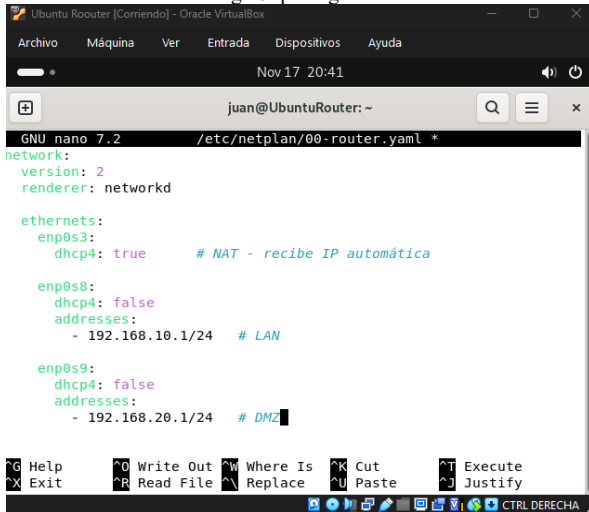 Ubuntu Roouter [Corriendo] - Oracle VirtualBox
Archivo Máquina Ver Entrada Dispositivos Ayuda
Nov 17 20:41
juan@UbuntuRouter: ~
GNU nano 7.2 /etc/netplan/00-router.yaml *
network:
  version: 2
  renderer: networkd
  ethernets:
    enp0s3:
      dhcp4: true # NAT - recibe IP automática
    enp0s8:
      dhcp4: false
      addresses:
        - 192.168.10.1/24 # LAN
    enp0s9:
      dhcp4: false
      addresses:
        - 192.168.20.1/24 # DMZ
^G Help ^O Write Out ^W Where Is ^K Cut ^T Execute
^X Exit ^R Read File ^\ Replace ^U Paste ^J Justify
CTRL DERECHA